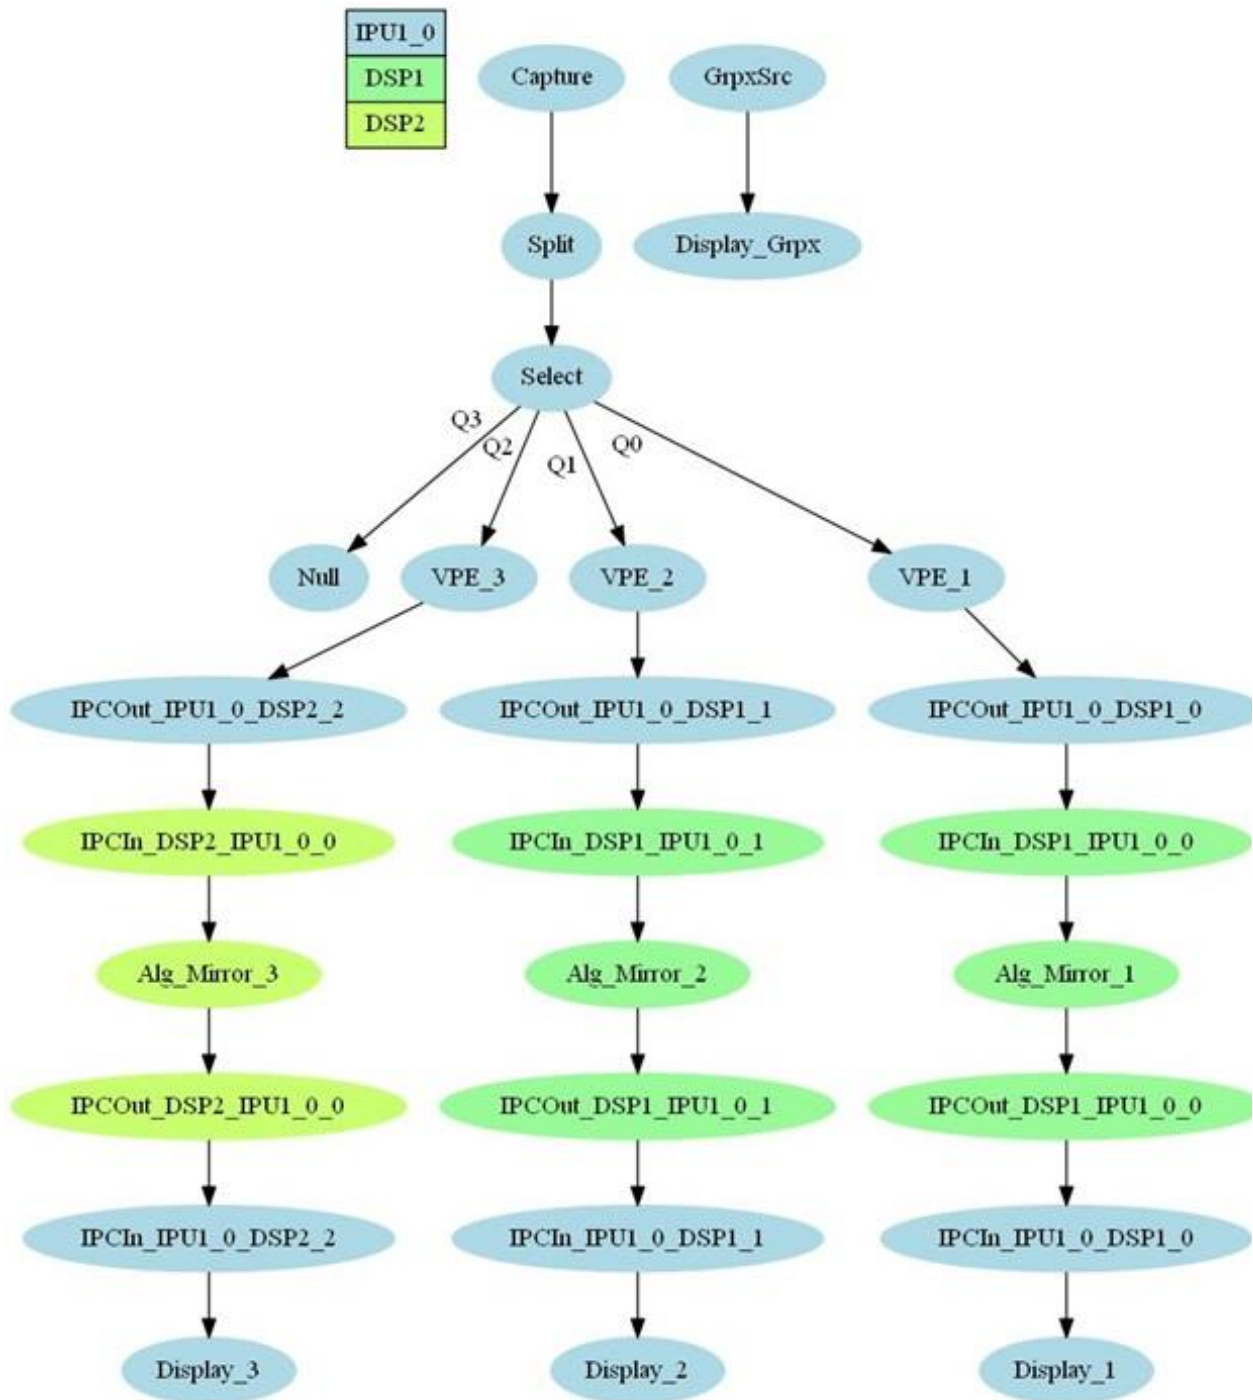 IPU1_0
DSP1
DSP2
Capture
GrpxSrc
Split
Display_Grpx
Select
Q3
Q2
Q1
Q0
Null
VPE_3
VPE_2
VPE_1
IPCOut_IPU1_0_DSP2_2
IPCOut_IPU1_0_DSP1_1
IPCOut_IPU1_0_DSP1_0
IPCIn_DSP2_IPU1_0_0
IPCIn_DSP1_IPU1_0_1
IPCIn_DSP1_IPU1_0_0
Alg_Mirror_3
Alg_Mirror_2
Alg_Mirror_1
IPCOut_DSP2_IPU1_0_0
IPCOut_DSP1_IPU1_0_1
IPCOut_DSP1_IPU1_0_0
IPCIn_IPU1_0_DSP2_2
IPCIn_IPU1_0_DSP1_1
IPCIn_IPU1_0_DSP1_0
Display_3
Display_2
Display_1